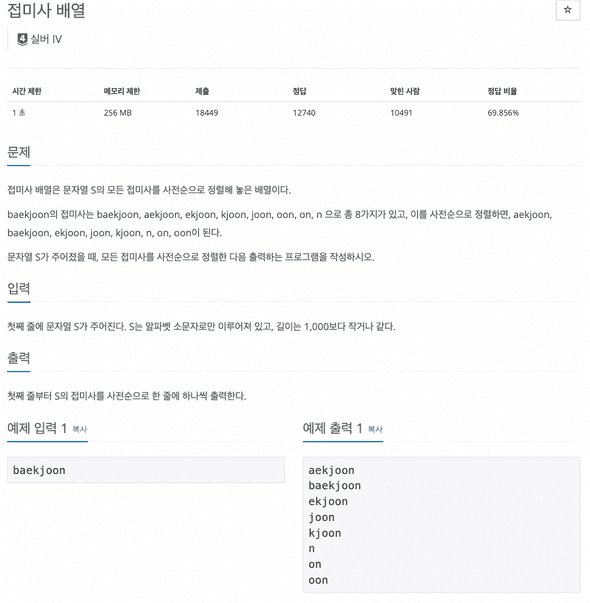 접미사 배열
☆
4 실버 IV
시간 제한 메모리 제한 제출 정답 맞힌 사람 정답 비율
1 초 256 MB 18449 12740 10491 69.856%
문제
접미사 배열은 문자열 S의 모든 접미사를 사전순으로 정렬해 놓은 배열이다.
baekjoon의 접미사는 baekjoon, aekjoon, ekjoon, kjoon, joon, oon, on, n 으로 총 8가지가 있고, 이를 사전순으로 정렬하면, aekjoon,
baekjoon, ekjoon, joon, kjoon, n, on, oon이 된다.
문자열 S가 주어졌을 때, 모든 접미사를 사전순으로 정렬한 다음 출력하는 프로그램을 작성하시오.
입력
첫째 줄에 문자열 S가 주어진다. S는 알파벳 소문자로만 이루어져 있고, 길이는 1,000보다 작거나 같다.
출력
첫째 줄부터 S의 접미사를 사전순으로 한 줄에 하나씩 출력한다.
예제 입력 1 복사
baekjoon
예제 출력 1 복사
aekjoon
baekjoon
ekjoon
joon
kjoon
n
on
oon